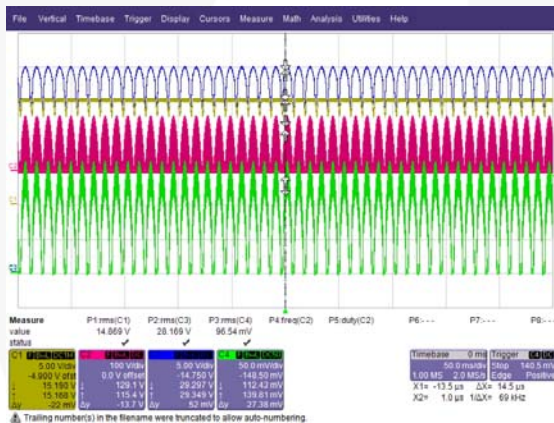 File Vertical Timebase Trigger Display Cursors Measure Math Analysis Utilities Help
Measure P1:rms(C1) P2:rms(C3) P3:rms(C4) P4:freq(C2) P5:duty(C2) P6:- - - P7:- - - P8:- - -
value 14.869 V 28.169 V 96.54 mV
status
C1 C2 C4 Timebase 0 ms Trigger
5.00 V/div 100 V/div 5.00 V/div 50.0 mV/div 50.0 ms/div Stop 140.5 mV
-4.900 V ofst 0.0 V offset -14.750 V -148.50 mV 1.00 MS 2.0 MS/s Edge Positive
15.190 V 129.1 V 29.297 V 112.42 mV X1= -13.5 µs ΔX= 14.5 µs
15.168 V 115.4 V 29.349 V 139.81 mV X2= 1.0 µs 1/ΔX= 69 kHz
Δy -22 mV Δy -13.7 V Δy 52 mV Δy 27.38 mV
Trailing number(s) in the filename were truncated to allow auto-numbering.